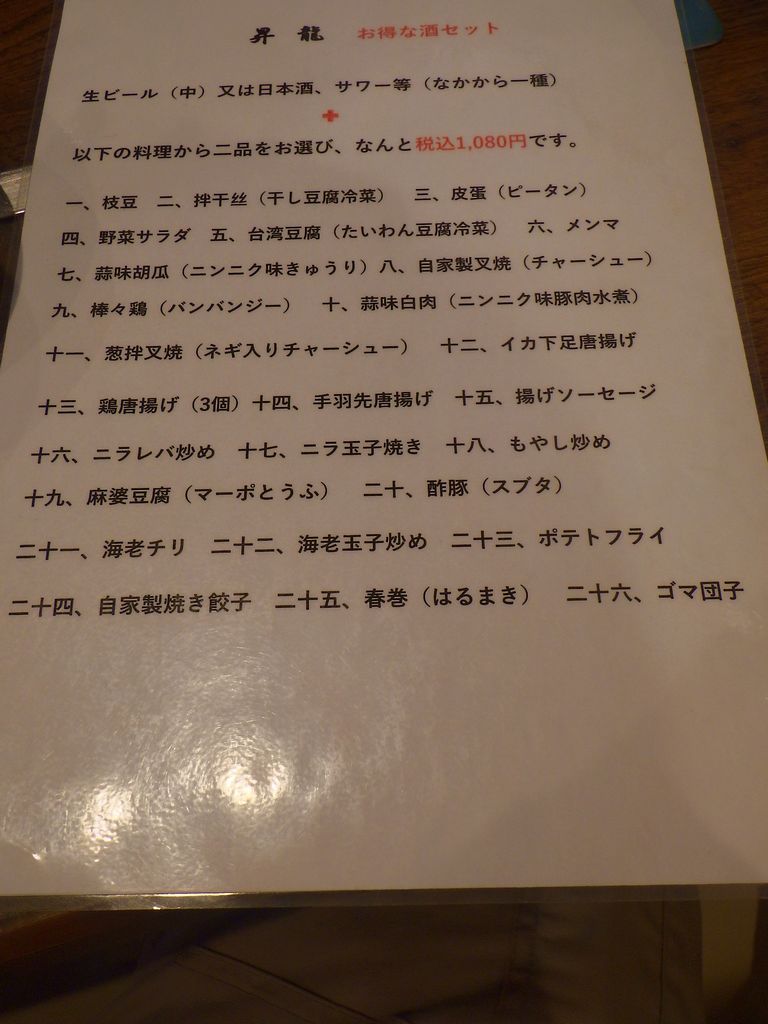 昇龍 お得な酒セット
生ビール（中）又は日本酒、サワー等（なかから一種）
+
以下の料理から二品をお選び、なんと税込1,080円です。
一、枝豆 二、拌干丝（干し豆腐冷菜） 三、皮蛋（ピータン）
四、野菜サラダ 五、台湾豆腐（たいわん豆腐冷菜） 六、メンマ
七、蒜味胡瓜（ニンニク味きゅうり）八、自家製叉焼（チャーシュー）
九、棒々鶏（バンバンジー） 十、蒜味白肉（ニンニク味豚肉水煮）
十一、葱拌叉焼（ネギ入りチャーシュー） 十二、イカ下足唐揚げ
十三、鶏唐揚げ（3個）十四、手羽先唐揚げ 十五、揚げソーセージ
十六、ニラレバ炒め 十七、ニラ玉子焼き 十八、もやし炒め
十九、麻婆豆腐（マーポとうふ） 二十、酢豚（スブタ）
二十一、海老チリ 二十二、海老玉子炒め 二十三、ポテトフライ
二十四、自家製焼き餃子 二十五、春巻（はるまき） 二十六、ゴマ団子